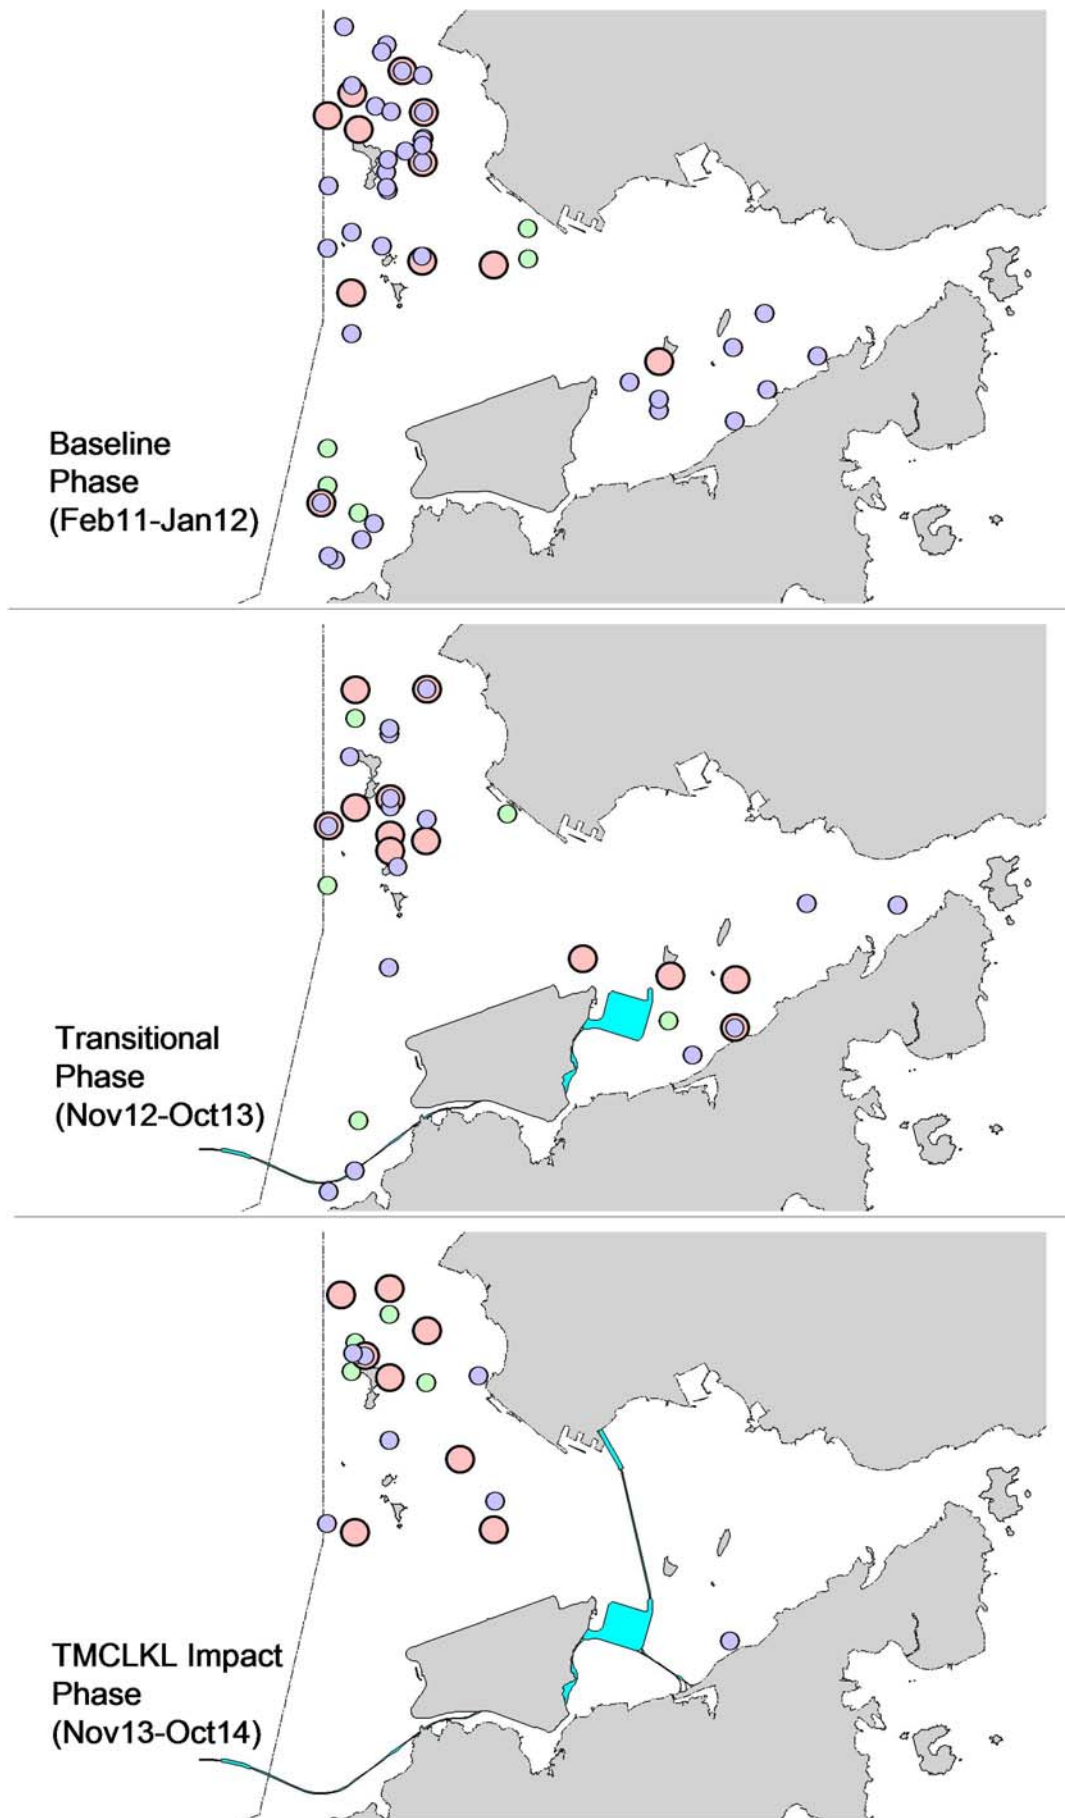 Baseline
Phase
(Feb11-Jan12)
Transitional
Phase
(Nov12-Oct13)
TMCLKL Impact
Phase
(Nov13-Oct14)